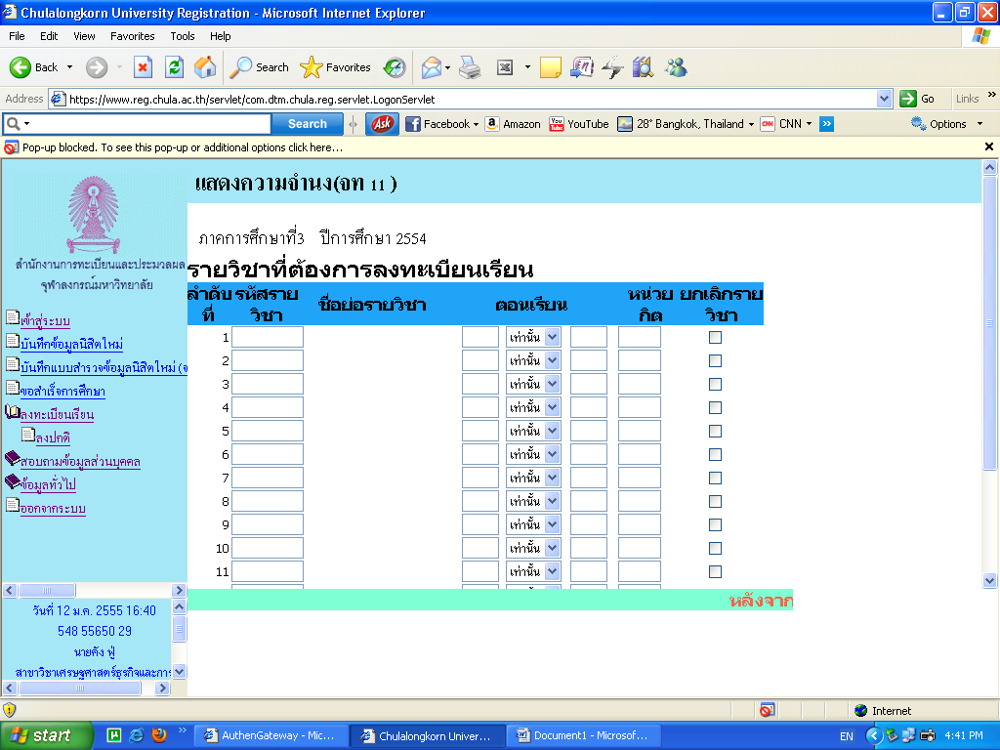 Chulalongkorn University Registration - Microsoft Internet Explorer
File Edit View Favorites Tools Help
Back Search Favorites
Address https://www.reg.chula.ac.th/servlet/com.dtm.chula.reg.servlet.LogonServlet Go Links »
Search Ask Facebook Amazon YouTube 28° Bangkok, Thailand CNN » Options
Pop-up blocked. To see this pop-up or additional options click here...
สำนักงานการทะเบียนและประมวลผล
จุฬาลงกรณ์มหาวิทยาลัย
เข้าสู่ระบบ
บันทึกข้อมูลนิสิตใหม่
บันทึกแบบสำรวจข้อมูลนิสิตใหม่ (จ
ขอสำเร็จการศึกษา
ลงทะเบียนเรียน
ลงปกติ
สอบถามข้อมูลส่วนบุคคล
ข้อมูลทั่วไป
ออกจากระบบ
วันที่ 12 ม.ค. 2555 16:40
548 55650 29
นายคัง ฟู่
สาขาวิชาเศรษฐศาสตร์ธุรกิจและการ
แสดงความจำนง(จท 11 )
ภาคการศึกษาที่3 ปีการศึกษา 2554
รายวิชาที่ต้องการลงทะเบียนเรียน
ลำดับที่ รหัสรายวิชา ชื่อย่อรายวิชา ตอนเรียน หน่วยกิต ยกเลิกรายวิชา
1 เท่านั้น
2 เท่านั้น
3 เท่านั้น
4 เท่านั้น
5 เท่านั้น
6 เท่านั้น
7 เท่านั้น
8 เท่านั้น
9 เท่านั้น
10 เท่านั้น
11 เท่านั้น
หลังจาก
Internet
start » AuthenGateway - Mic... Chulalongkorn Univer... Document1 - Microsof... EN 4:41 PM